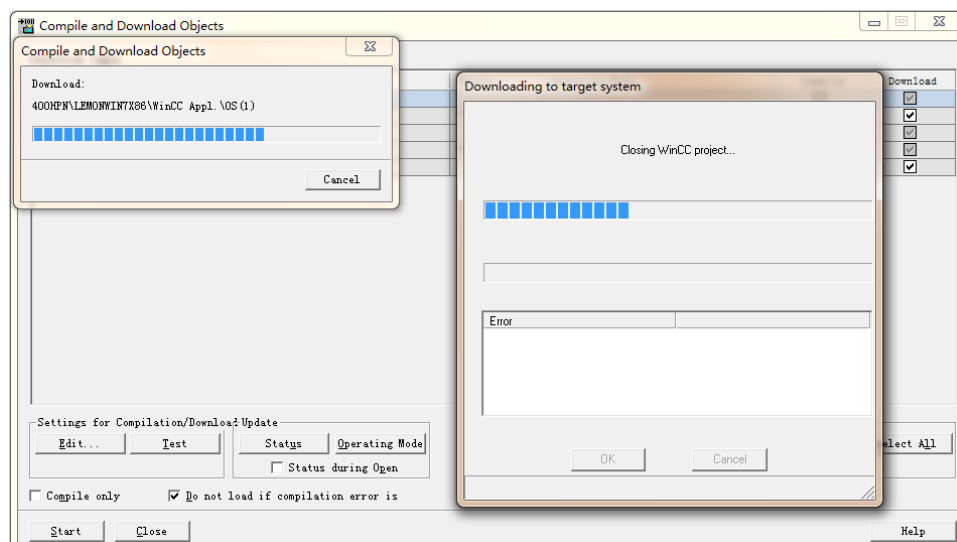 Compile and Download Objects
Compile and Download Objects
Download:
400HPN\LEMONWIN7X86\WinCC Appl.\OS(1)
Cancel
Downloading to target system
Closing WinCC project...
Error
OK
Cancel
Download
Settings for Compilation/Download
Update
Edit...
Test
Status
Operating Mode
Status during Open
elect All
Compile only
Do not load if compilation error is
Start
Close
Help